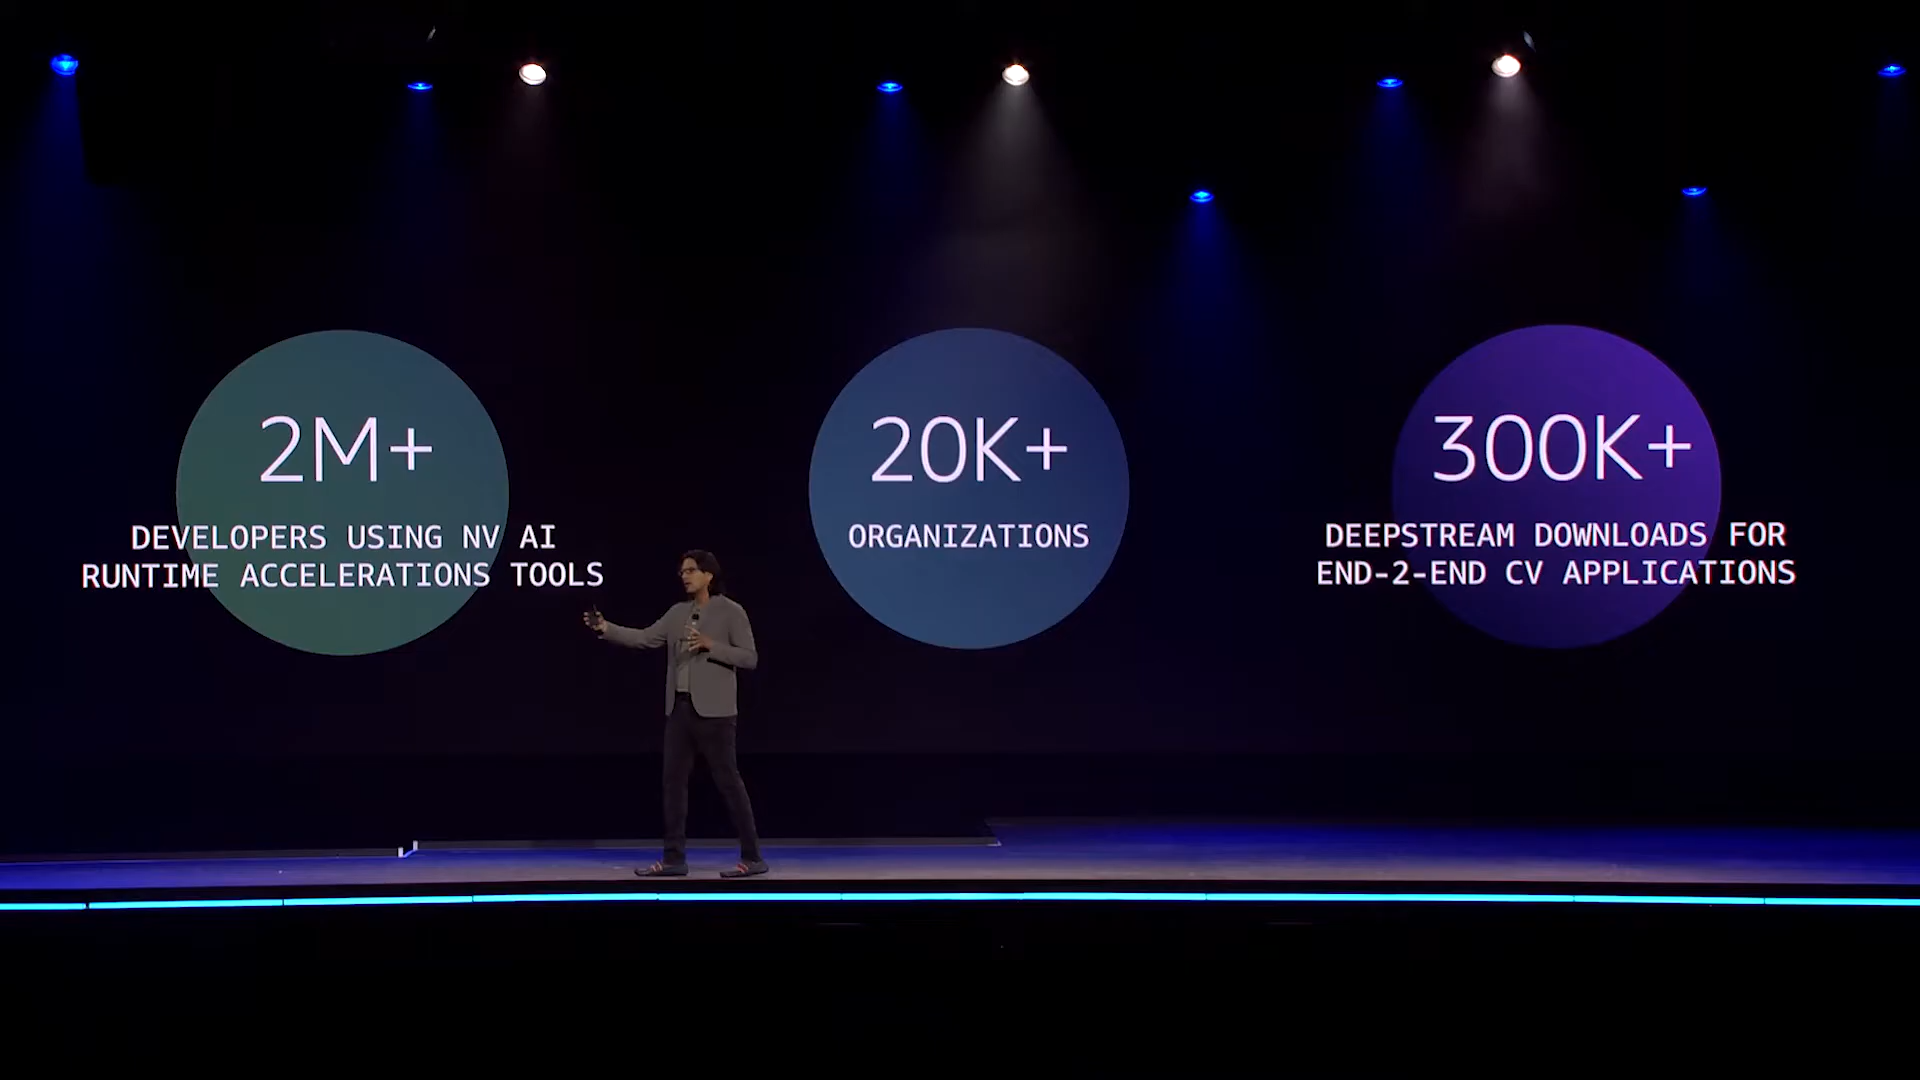 2M+
DEVELOPERS USING NV AI
RUNTIME ACCELERATIONS TOOLS
20K+
ORGANIZATIONS
300K+
DEEPSTREAM DOWNLOADS FOR
END-2-END CV APPLICATIONS